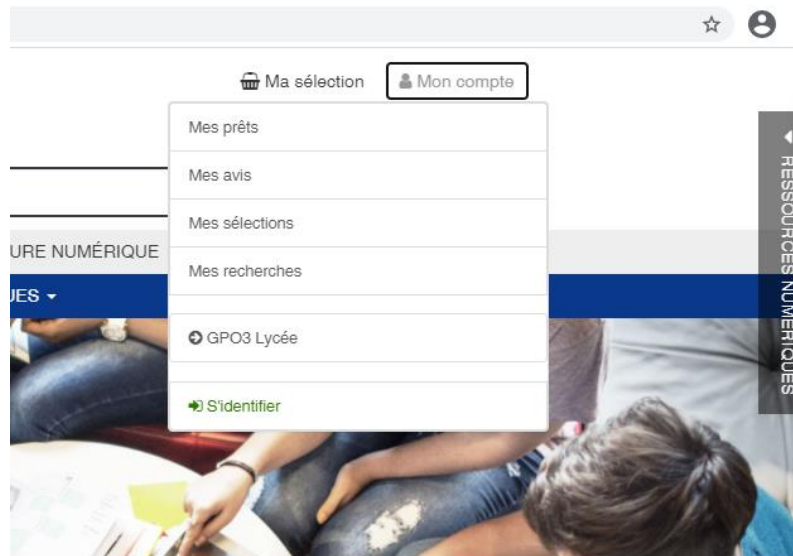 Ma sélection
Mon compte
Mes prêts
Mes avis
Mes sélections
Mes recherches
GPO3 Lycée
S'identifier
URE NUMÉRIQUE
UES
RESSOURCES NUMÉRIQUES